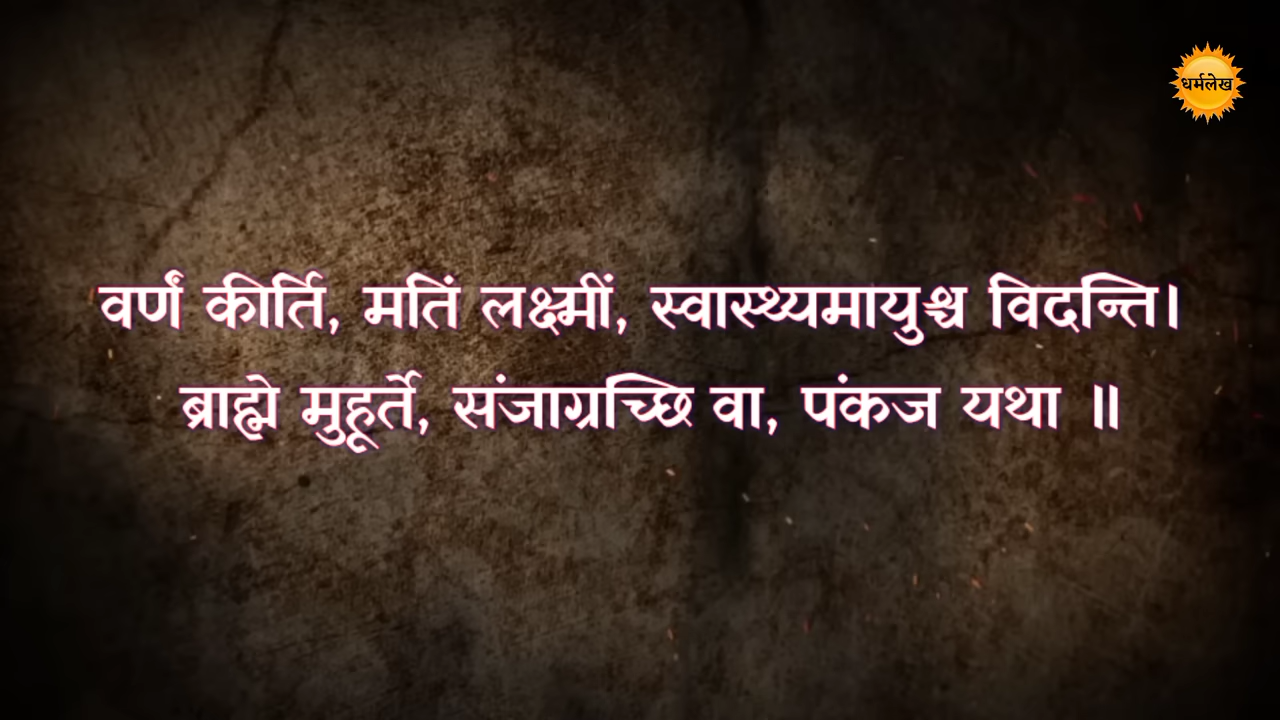 धर्मलेख
वर्णं कीर्ति, मतिं लक्ष्मीं, स्वास्थ्यमायुश्च विदन्ति।
ब्राह्मे मुहूर्ते, संजाग्रच्छि वा, पंकज यथा ॥